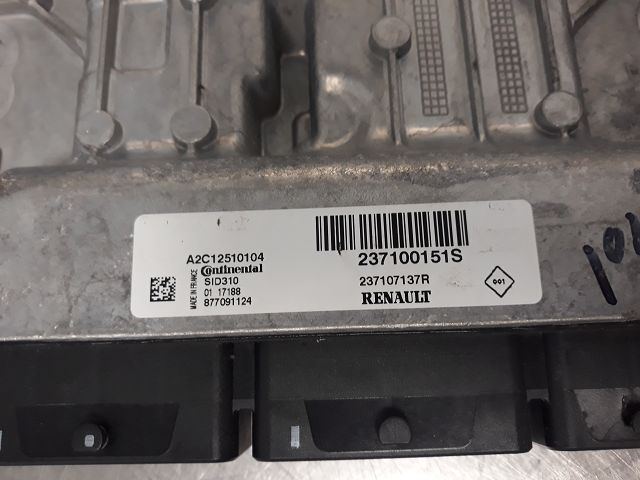 A2C12510104
Continental
SID310
01 17188
877091124
MADE IN FRANCE
237100151S
237107137R
RENAULT
001